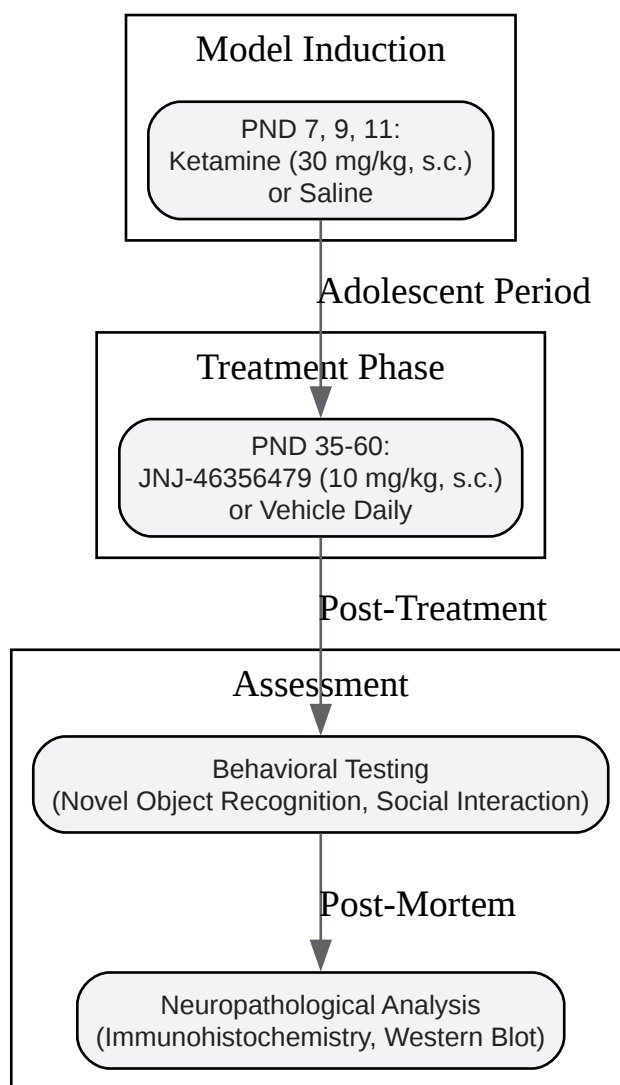 Model Induction
PND 7, 9, 11:
Ketamine (30 mg/kg, s.c.)
or Saline
Adolescent Period
Treatment Phase
PND 35-60:
JNJ-46356479 (10 mg/kg, s.c.)
or Vehicle Daily
Post-Treatment
Assessment
Behavioral Testing
(Novel Object Recognition, Social Interaction)
Post-Mortem
Neuropathological Analysis
(Immunohistochemistry, Western Blot)